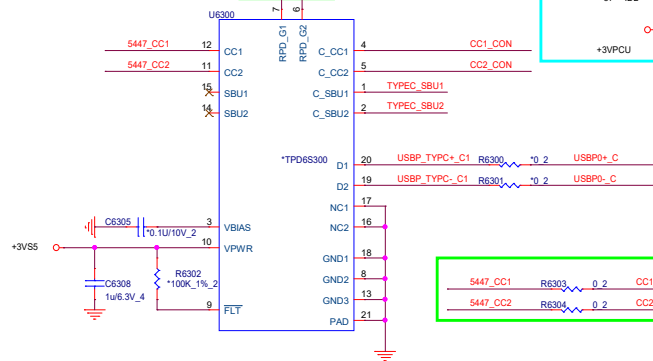 +3VPCU
U6300
7
6
RPD_G1
RPD_G2
5447_CC1
12
CC1
C_CC1
4
CC1_CON
5447_CC2
11
CC2
C_CC2
5
CC2_CON
15
SBU1
C_SBU1
1
TYPEC_SBU1
14
SBU2
C_SBU2
2
TYPEC_SBU2
*TPD6S300
D1
20
USBP_TYPC+_C1
R6300
*0_2
USBP0+_C
D2
19
USBP_TYPC-_C1
R6301
*0_2
USBP0-_C
NC1
17
NC2
16
C6305
*0.1U/10V_2
3
VBIAS
+3VS5
10
VPWR
GND1
18
C6308
1u/6.3V_4
R6302
*100K_1%_2
GND2
8
GND3
13
9
FLT
PAD
21
5447_CC1
R6303
0_2
CC1
5447_CC2
R6304
0_2
CC2